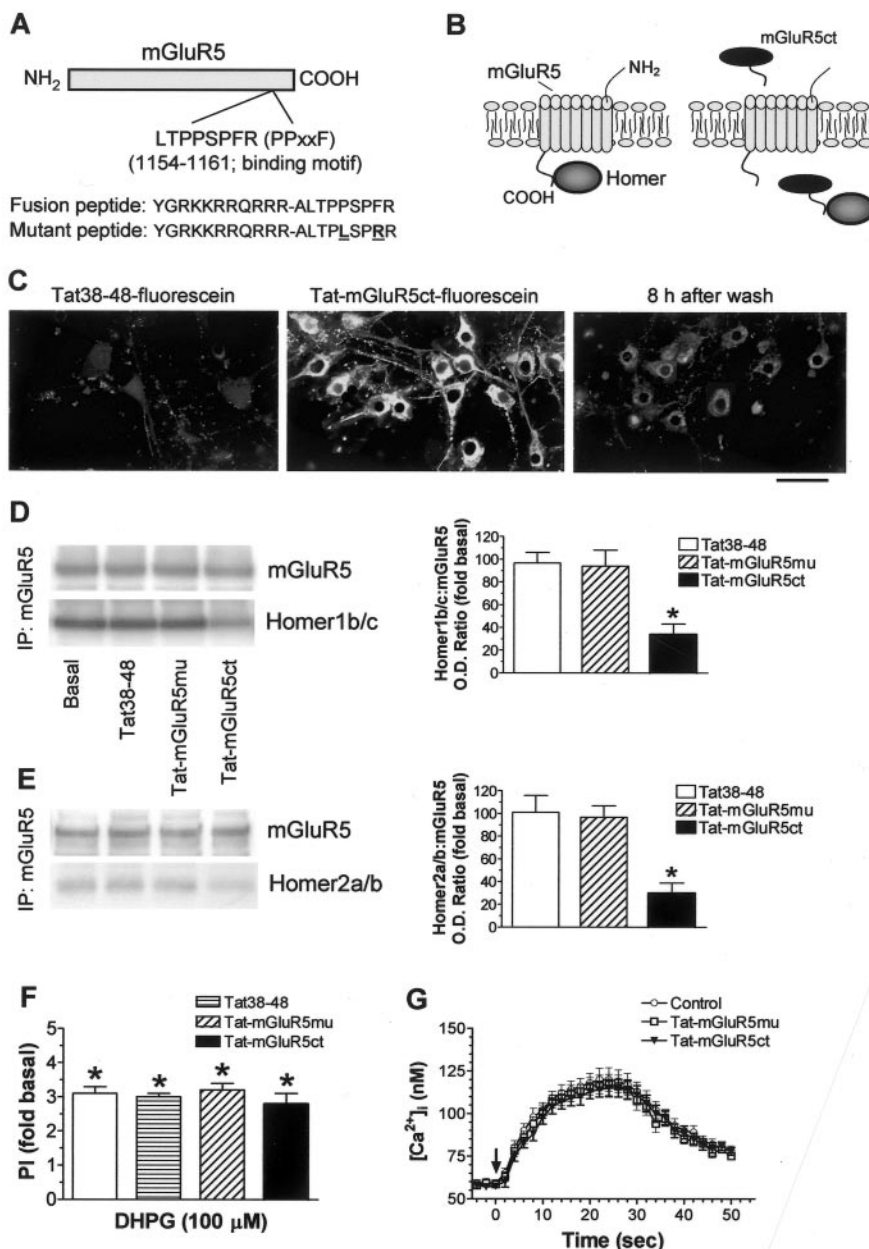 A
mGluR5
NH2
COOH
LTPPSPFR (PPxxF)
(1154-1161; binding motif)
Fusion peptide: YGRKKRRQRRR-ALTPPSPFR
Mutant peptide: YGRKKRRQRRR-ALTPLSPRR
B
mGluR5ct
mGluR5
NH2
COOH
Homer
C
Tat38-48-fluorescein
Tat-mGluR5ct-fluorescein
8 h after wash
D
IP: mGluR5
mGluR5
Homer1b/c
Basal
Tat38-48
Tat-mGluR5mu
Tat-mGluR5ct
Homer1b/c:mGluR5
O.D. Ratio (fold basal)
120
100
80
60
40
20
0
Tat38-48
Tat-mGluR5mu
Tat-mGluR5ct
*
E
IP: mGluR5
mGluR5
Homer2a/b
Homer2a/b:mGluR5
O.D. Ratio (fold basal)
120
100
80
60
40
20
0
Tat38-48
Tat-mGluR5mu
Tat-mGluR5ct
*
F
Tat38-48
Tat-mGluR5mu
Tat-mGluR5ct
PI (fold basal)
5
4
3
2
1
0
* * * *
DHPG (100 μM)
G
Control
Tat-mGluR5mu
Tat-mGluR5ct
[Ca2+]i (nM)
150
125
100
75
50
0 10 20 30 40 50
Time (sec)